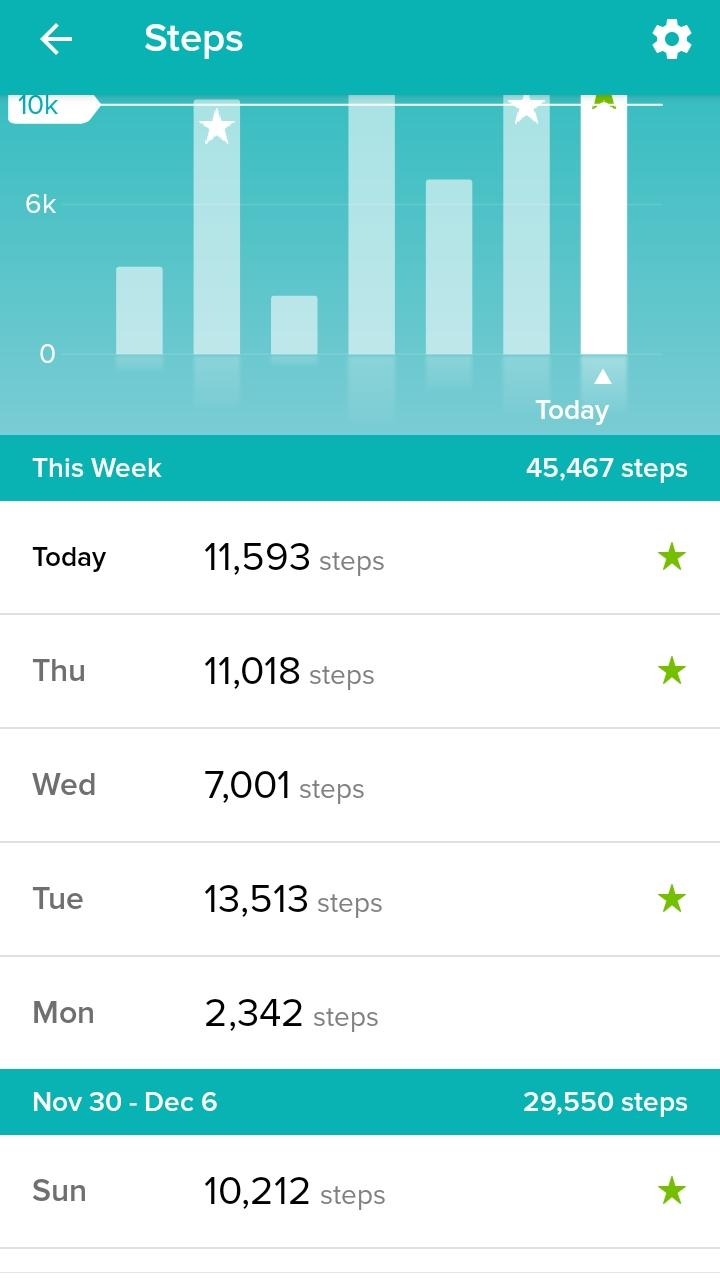 Steps
10k
6k
0
Today
This Week 45,467 steps
Today 11,593 steps
Thu 11,018 steps
Wed 7,001 steps
Tue 13,513 steps
Mon 2,342 steps
Nov 30 - Dec 6 29,550 steps
Sun 10,212 steps